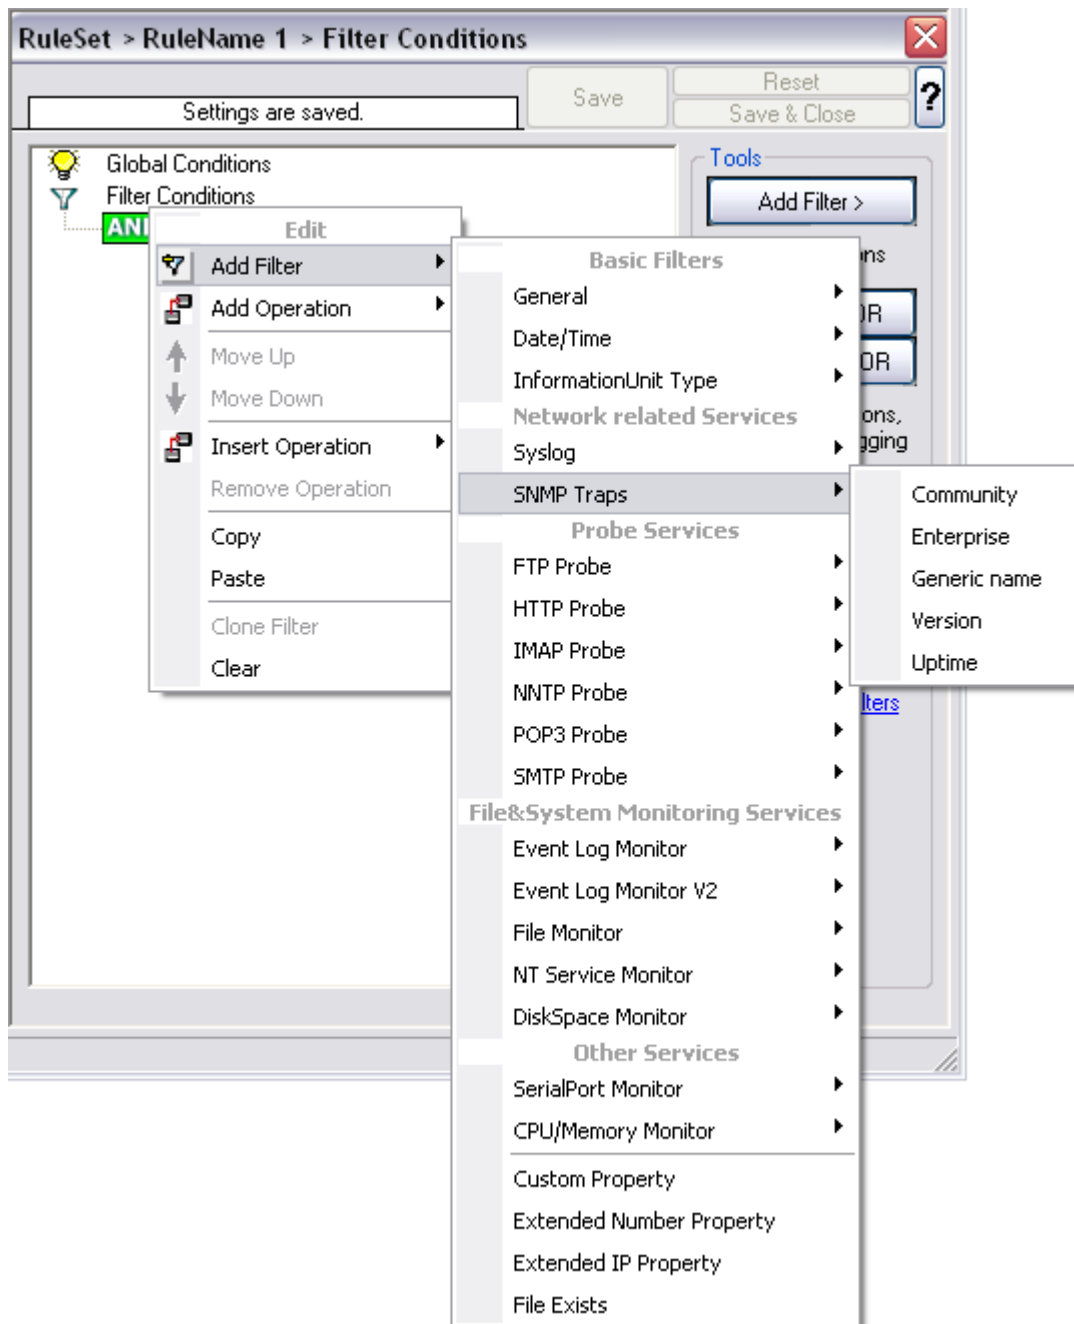 RuleSet > RuleName 1 > Filter Conditions
Settings are saved.
Save
Reset
Save & Close
?
Global Conditions
Filter Conditions
Tools
Add Filter >
Edit
Add Filter
Add Operation
Move Up
Move Down
Insert Operation
Remove Operation
Copy
Paste
Clone Filter
Clear
Basic Filters
General
Date/Time
InformationUnit Type
Network related Services
Syslog
SNMP Traps
Probe Services
FTP Probe
HTTP Probe
IMAP Probe
NNTP Probe
POP3 Probe
SMTP Probe
File&System Monitoring Services
Event Log Monitor
Event Log Monitor V2
File Monitor
NT Service Monitor
DiskSpace Monitor
Other Services
SerialPort Monitor
CPU/Memory Monitor
Custom Property
Extended Number Property
Extended IP Property
File Exists
Community
Enterprise
Generic name
Version
Uptime